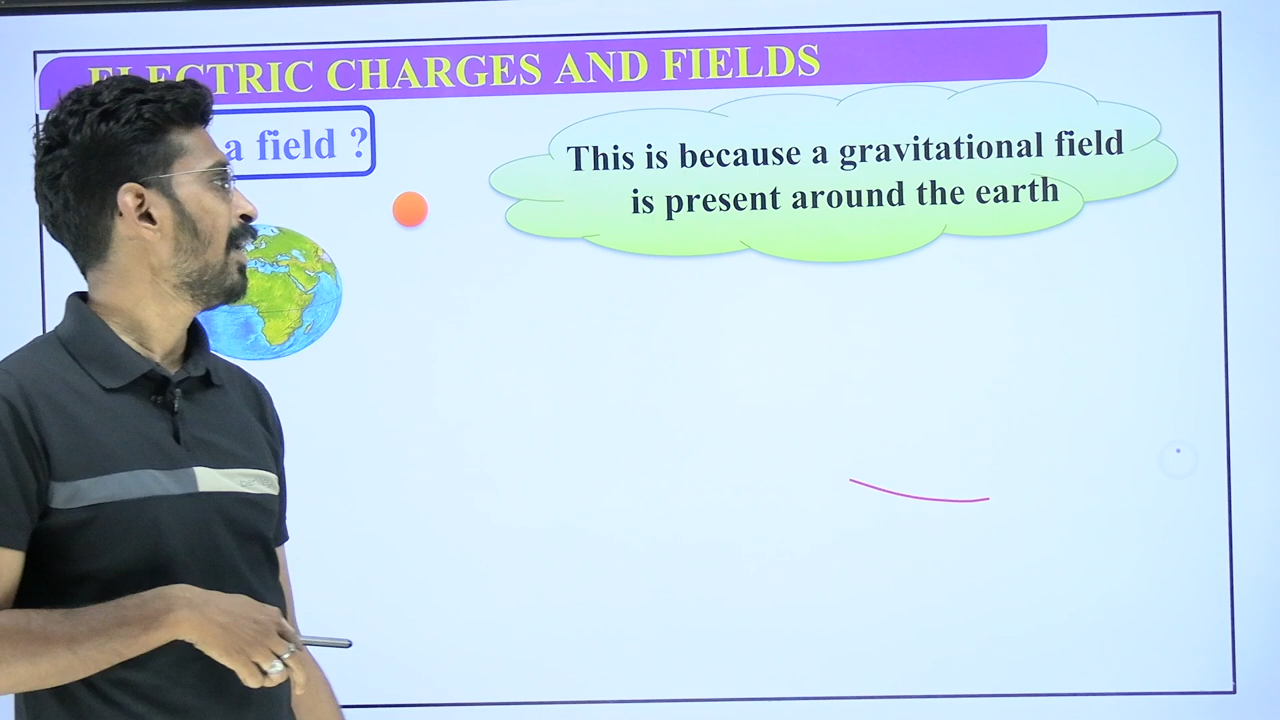 ELECTRIC CHARGES AND FIELDS
a field ?
This is because a gravitational field
is present around the earth